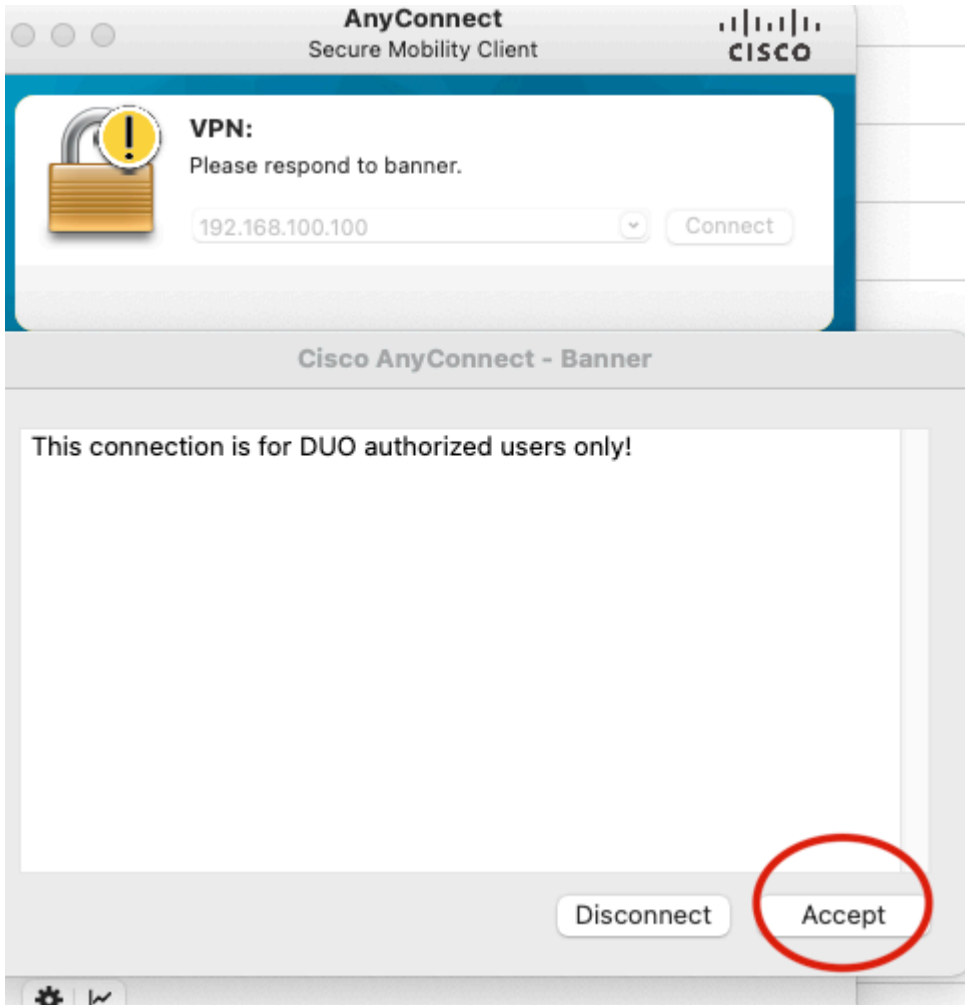 AnyConnect
Secure Mobility Client
CISCO
VPN:
Please respond to banner.
192.168.100.100
Connect
Cisco AnyConnect - Banner
This connection is for DUO authorized users only!
Disconnect
Accept